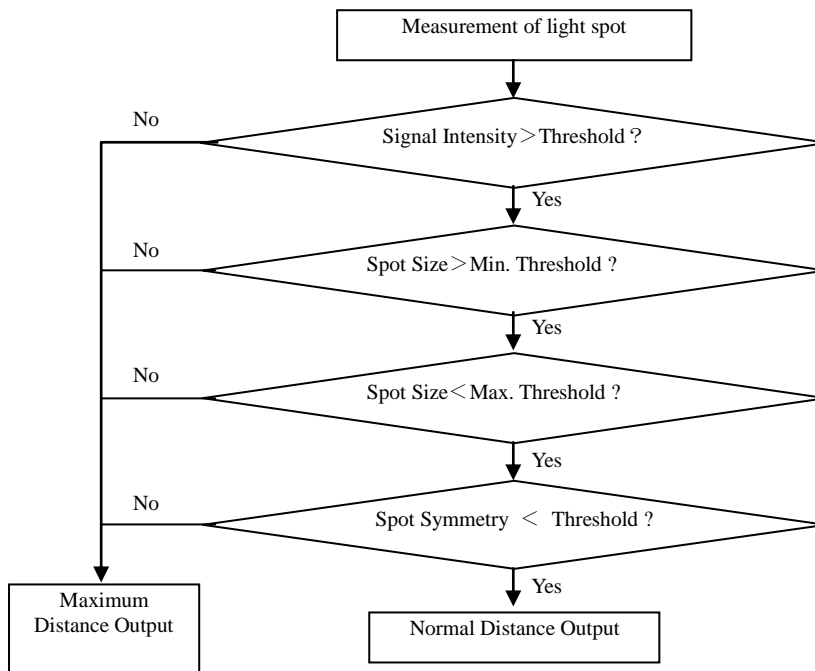 Measurement of light spot
No
Signal Intensity＞Threshold？
Yes
No
Spot Size＞Min. Threshold？
Yes
No
Spot Size＜Max. Threshold？
Yes
No
Spot Symmetry ＜ Threshold？
Yes
Maximum
Distance Output
Normal Distance Output